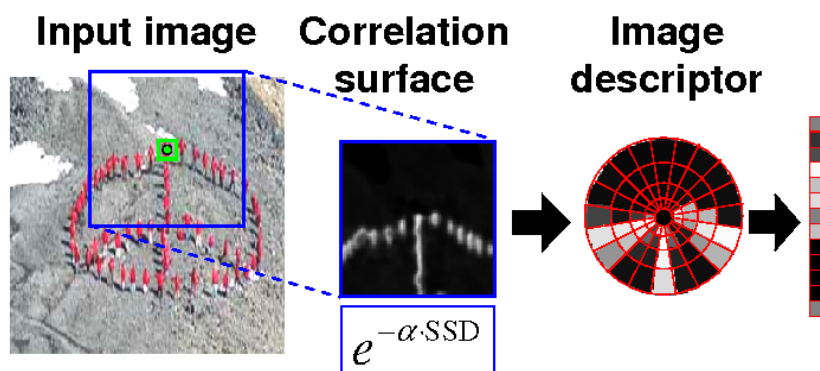 Input image
Correlation
surface
Image
descriptor
e^{-α·SSD}